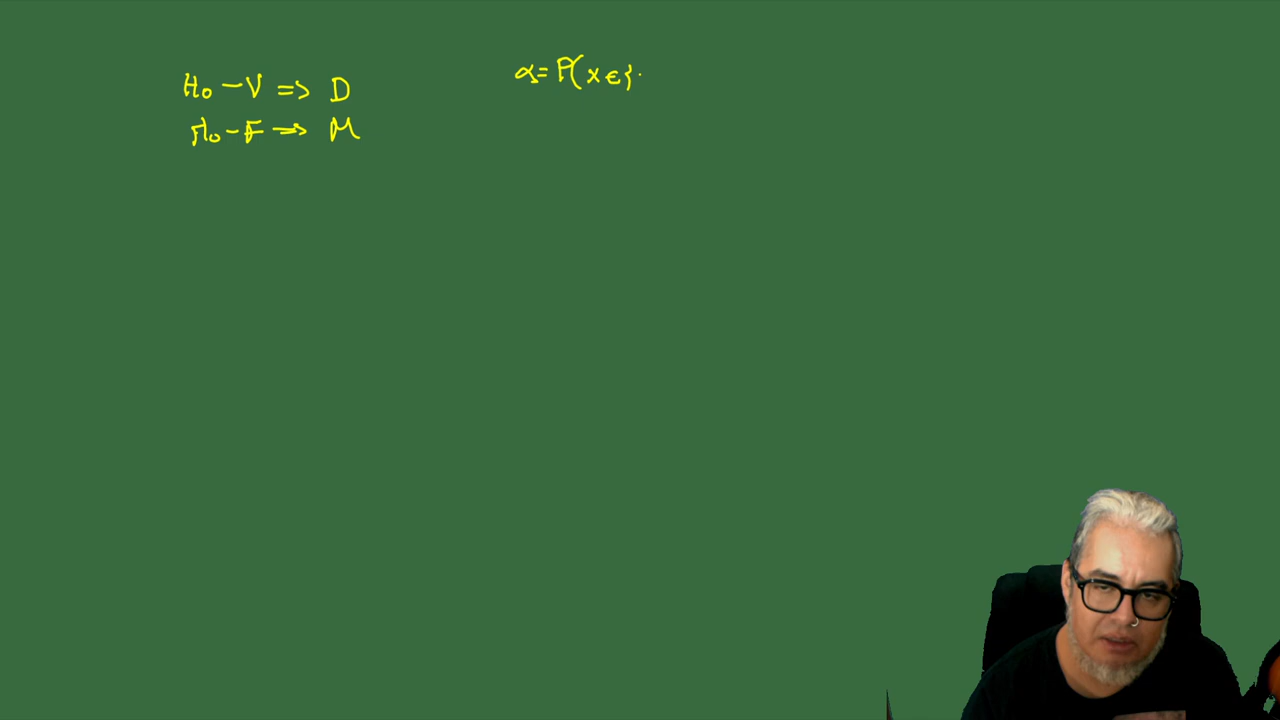 H₀ – V => D
H₀ – F => M
α = P( x ∈ {·